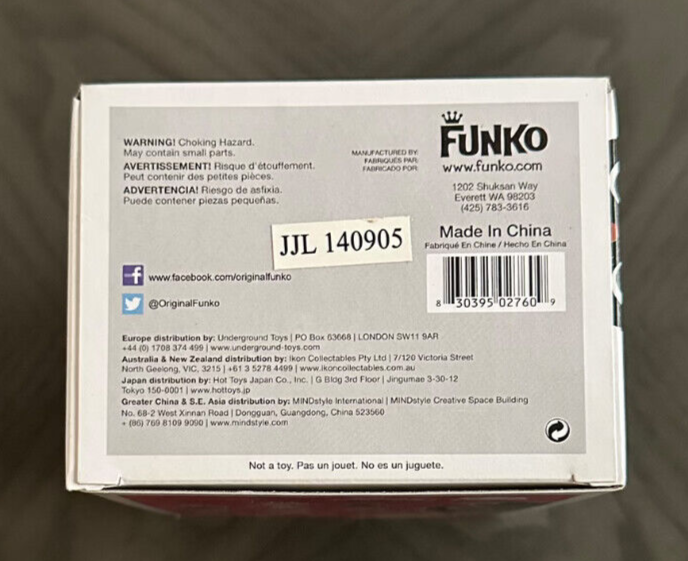 WARNING! Choking Hazard.
May contain small parts.
AVERTISSEMENT! Risque d'étouffement.
Peut contenir des petites pièces.
ADVERTENCIA! Riesgo de asfixia.
Puede contener piezas pequeñas.
MANUFACTURED BY:
FABRIQUÉS PAR:
FABRICADO POR:
FUNKO
www.funko.com
1202 Shuksan Way
Everett WA 98203
(425) 783-3616
JJL 140905
Made In China
Fabriqué En Chine / Hecho En China
8 30395 02760 9
f www.facebook.com/originalfunko
@OriginalFunko
Europe distribution by: Underground Toys | PO Box 63668 | LONDON SW11 9AR
+44 (0) 1708 374 499 | www.underground-toys.com
Australia & New Zealand distribution by: Ikon Collectables Pty Ltd | 7/120 Victoria Street
North Geelong, VIC, 3215 | +61 3 5278 4499 | www.ikoncollectables.com.au
Japan distribution by: Hot Toys Japan Co., Inc. | G Bldg 3rd Floor | Jingumae 3-30-12
Tokyo 150-0001 | www.hottoys.jp
Greater China & S.E. Asia distribution by: MINDstyle International | MINDstyle Creative Space Building
No. 68-2 West Xinnan Road | Dongguan, Guangdong, China 523560
+ (86) 769 8109 9090 | www.mindstyle.com
Not a toy. Pas un jouet. No es un juguete.